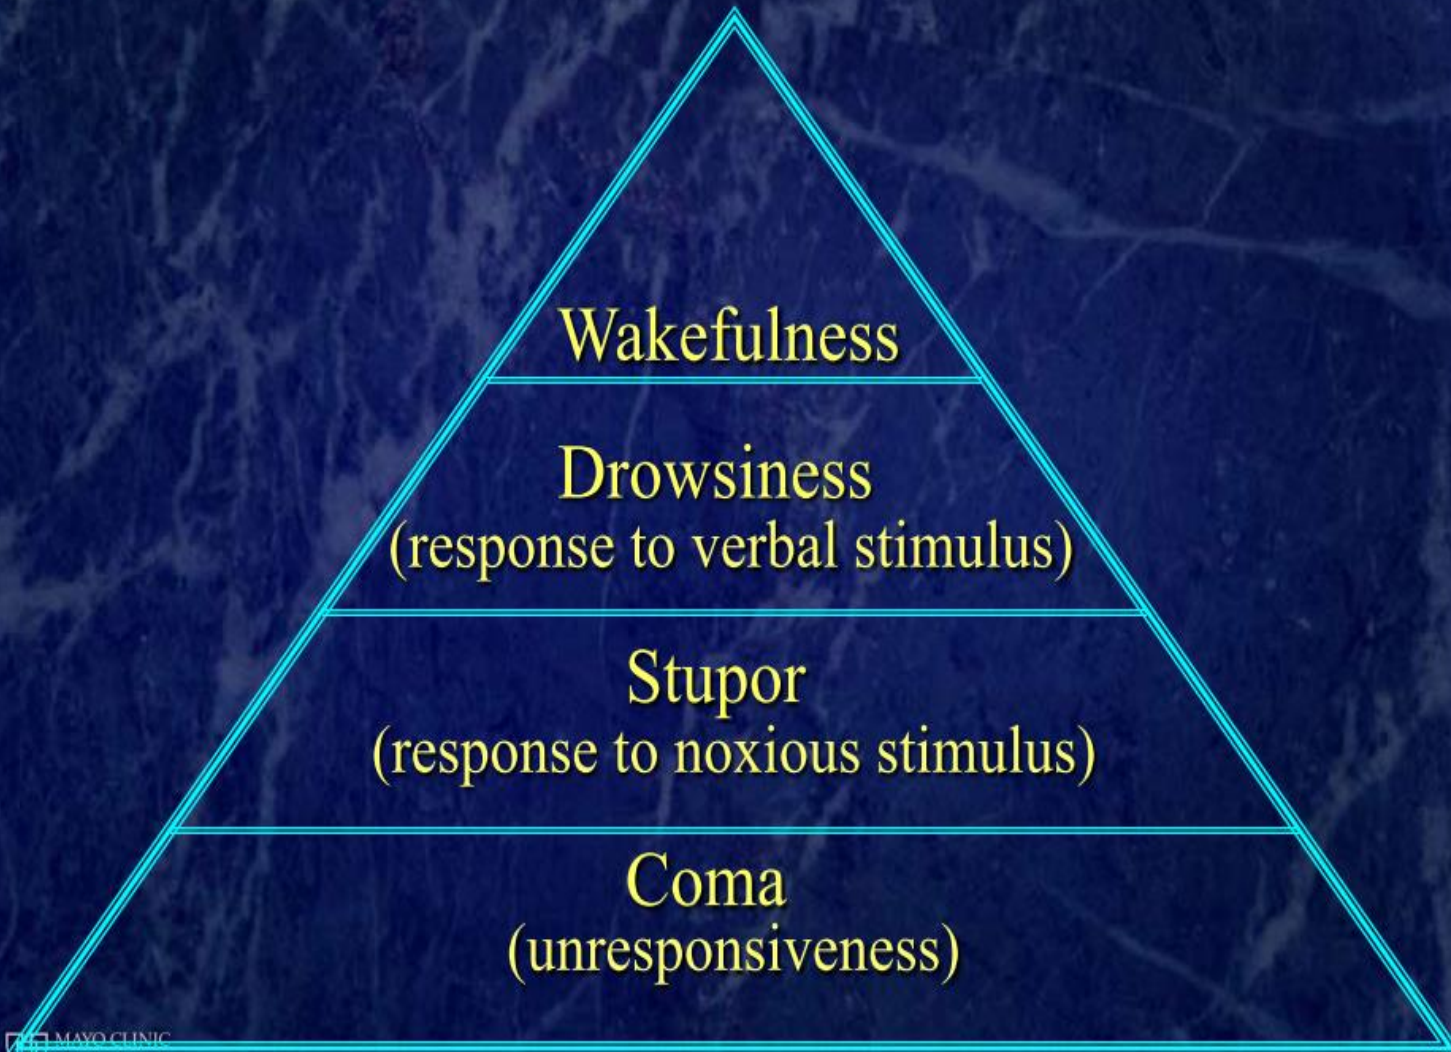 Wakefulness
Drowsiness
(response to verbal stimulus)
Stupor
(response to noxious stimulus)
Coma
(unresponsiveness)
MAYO CLINIC